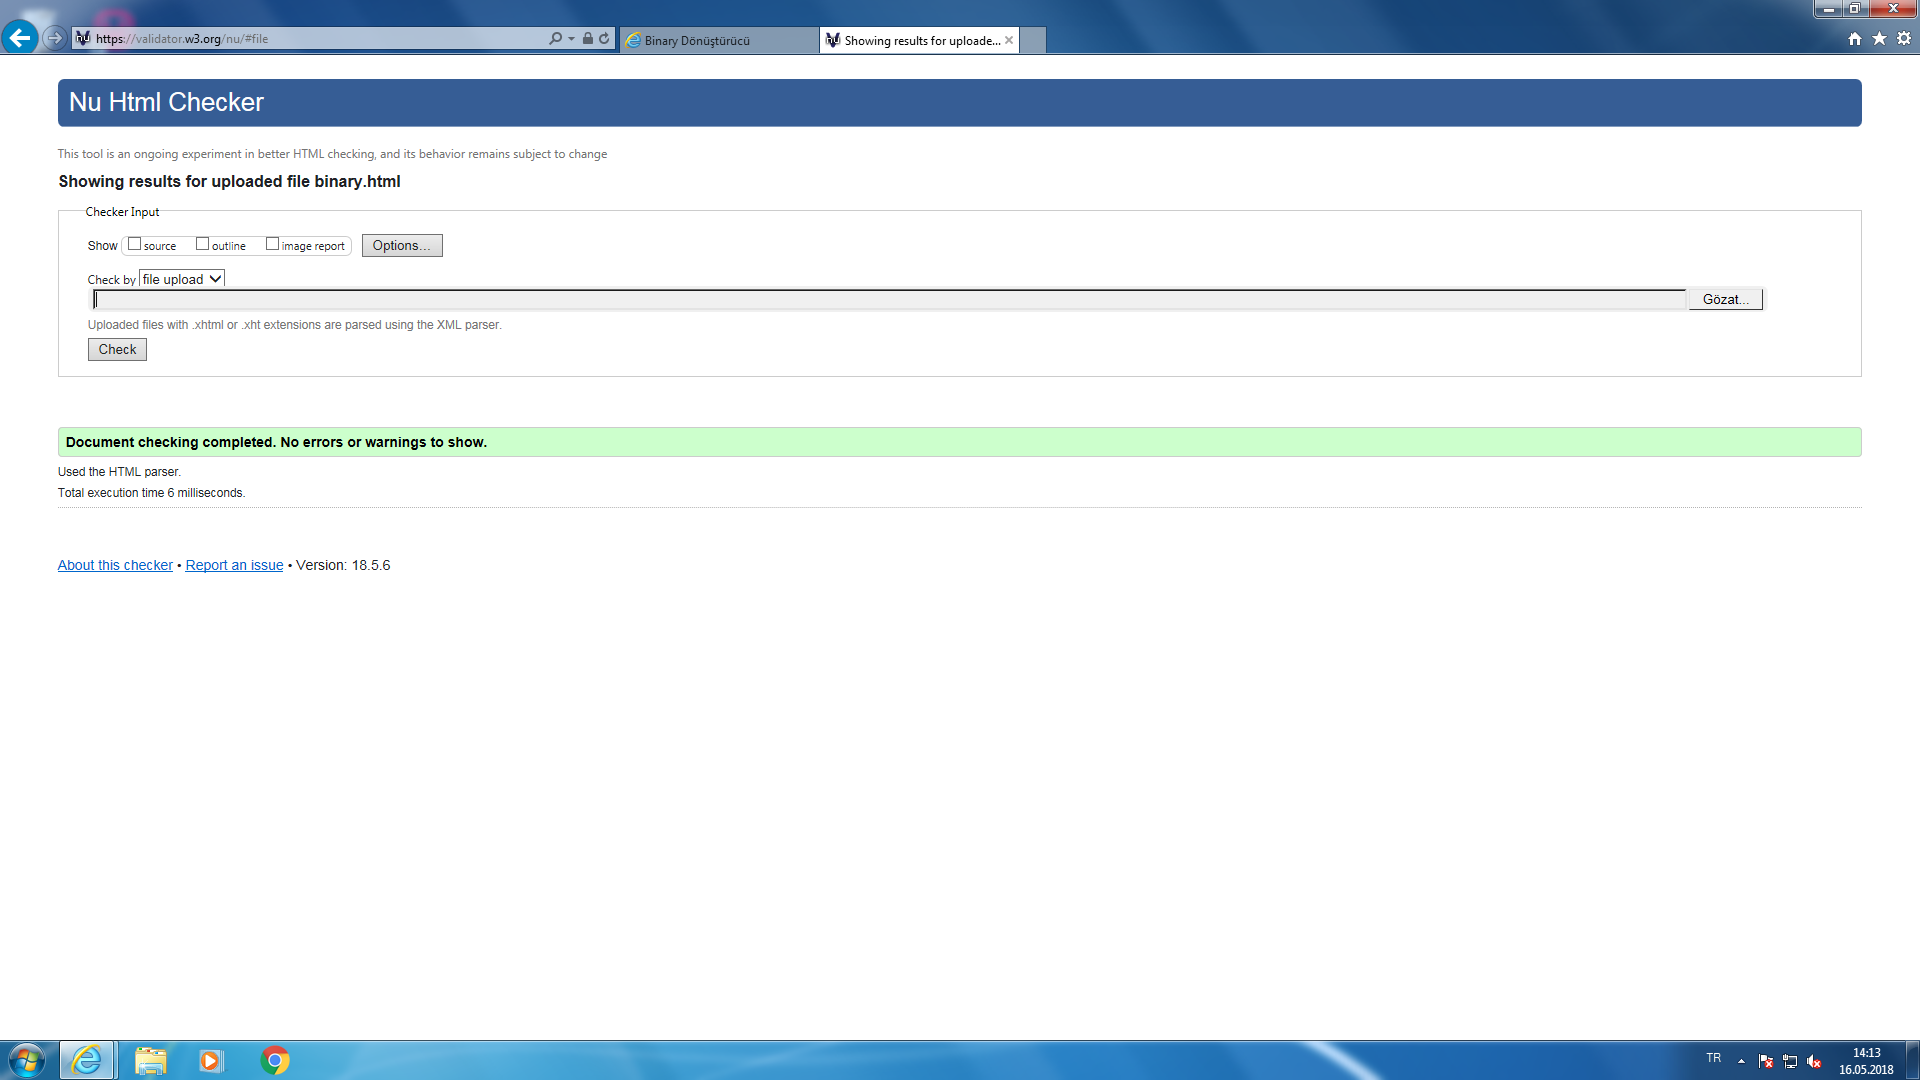 https://validator.w3.org/nu/#file
Binary Dönüştürücü
Showing results for uploade...
Nu Html Checker
This tool is an ongoing experiment in better HTML checking, and its behavior remains subject to change
Showing results for uploaded file binary.html
Checker Input
Show source outline image report Options...
Check by file upload
Gözat...
Uploaded files with .xhtml or .xht extensions are parsed using the XML parser.
Check
Document checking completed. No errors or warnings to show.
Used the HTML parser.
Total execution time 6 milliseconds.
About this checker • Report an issue • Version: 18.5.6
TR
14:13
16.05.2018